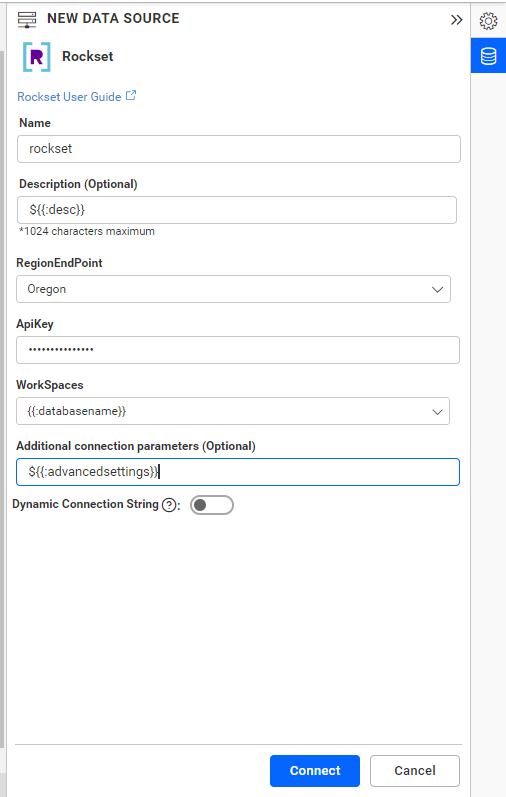 NEW DATA SOURCE
R
Rockset
Rockset User Guide
Name
rockset
Description (Optional)
${{:desc}}
*1024 characters maximum
RegionEndPoint
Oregon
ApiKey
•••••••••••••••
WorkSpaces
{{:databasename}}
Additional connection parameters (Optional)
${{:advancedsettings}}
Dynamic Connection String ? :
Connect Cancel